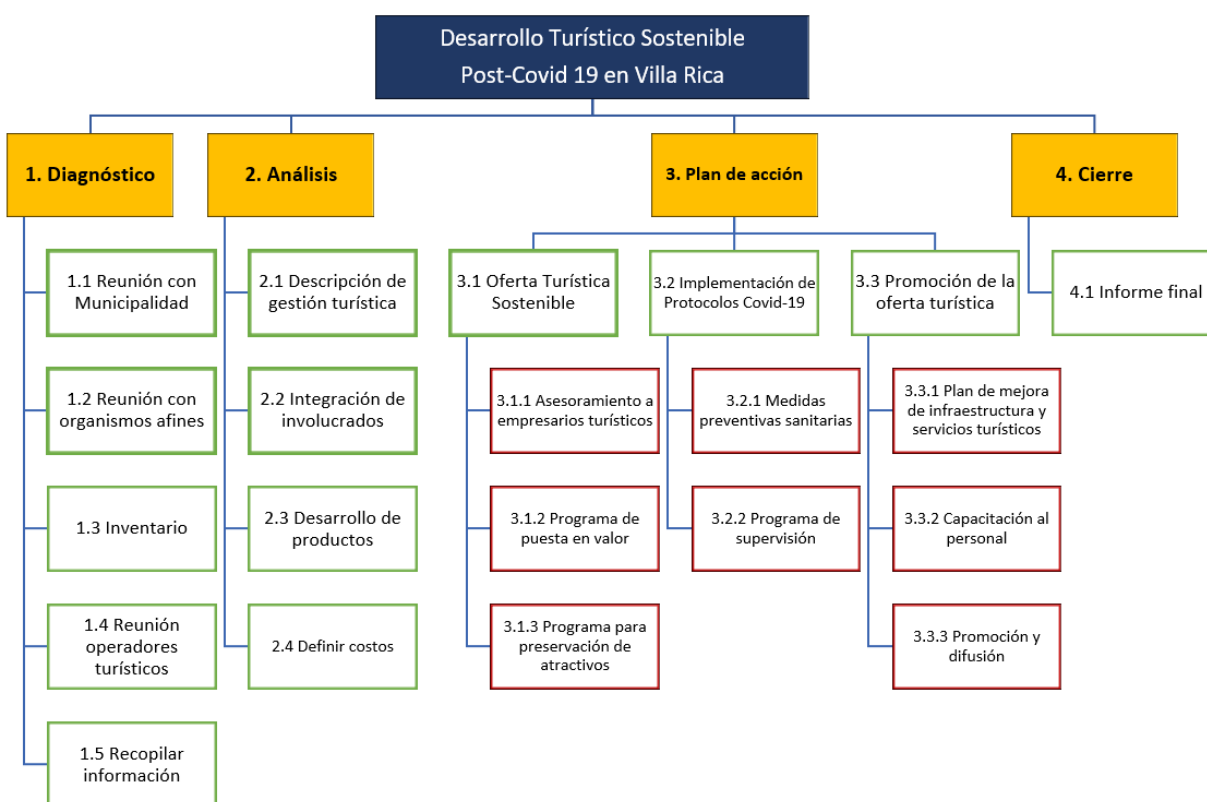 Desarrollo Turístico Sostenible
Post-Covid 19 en Villa Rica
1. Diagnóstico
2. Análisis
3. Plan de acción
4. Cierre
1.1 Reunión con
Municipalidad
1.2 Reunión con
organismos afines
1.3 Inventario
1.4 Reunión
operadores
turísticos
1.5 Recopilar
información
2.1 Descripción de
gestión turística
2.2 Integración de
involucrados
2.3 Desarrollo de
productos
2.4 Definir costos
3.1 Oferta Turística
Sostenible
3.1.1 Asesoramiento a
empresarios turísticos
3.1.2 Programa de
puesta en valor
3.1.3 Programa para
preservación de
atractivos
3.2 Implementación de
Protocolos Covid-19
3.2.1 Medidas
preventivas sanitarias
3.2.2 Programa de
supervisión
3.3 Promoción de la
oferta turística
3.3.1 Plan de mejora
de infraestructura y
servicios turísticos
3.3.2 Capacitación al
personal
3.3.3 Promoción y
difusión
4.1 Informe final